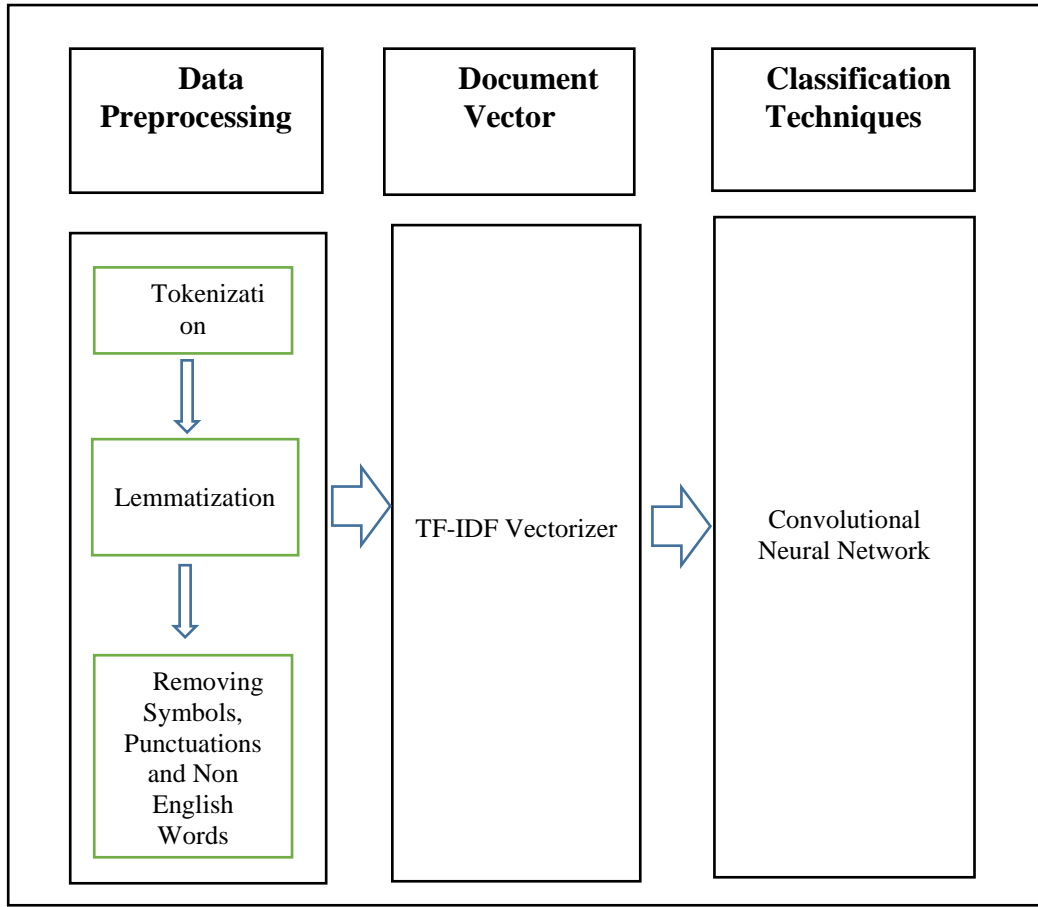 Data
Preprocessing
Document
Vector
Classification
Techniques
Tokenizati
on
Lemmatization
Removing
Symbols,
Punctuations
and Non
English
Words
TF-IDF Vectorizer
Convolutional
Neural Network